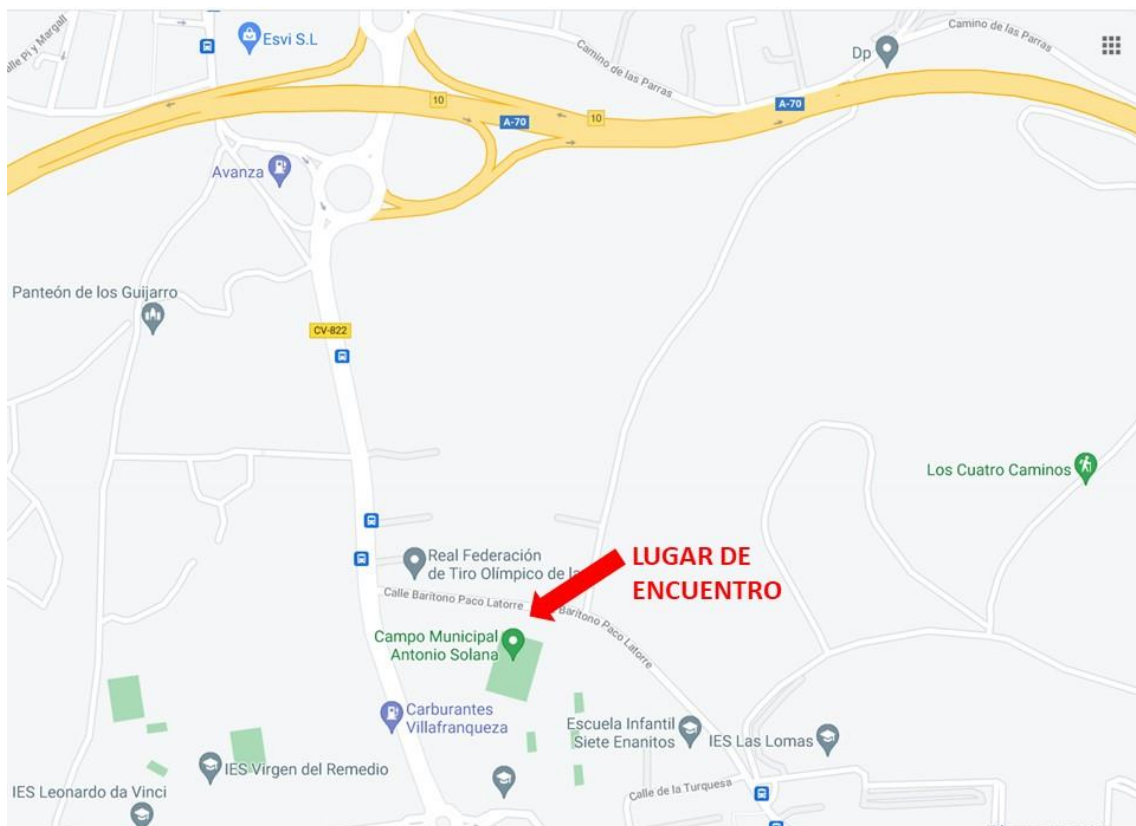 Calle Pi y Margall
Esvi S.L
Camino de las Parras
Dp
Camino de las Parras
10
A-70
10
A-70
Avanza
Panteón de los Guijarro
CV-822
Los Cuatro Caminos
Real Federación
de Tiro Olímpico de la
LUGAR DE
ENCUENTRO
Calle Barítono Paco Latorre
Barítono Paco Latorre
Campo Municipal
Antonio Solana
Carburantes
Villafranqueza
Escuela Infantil
Siete Enanitos
IES Las Lomas
IES Virgen del Remedio
IES Leonardo da Vinci
Calle de la Turquesa